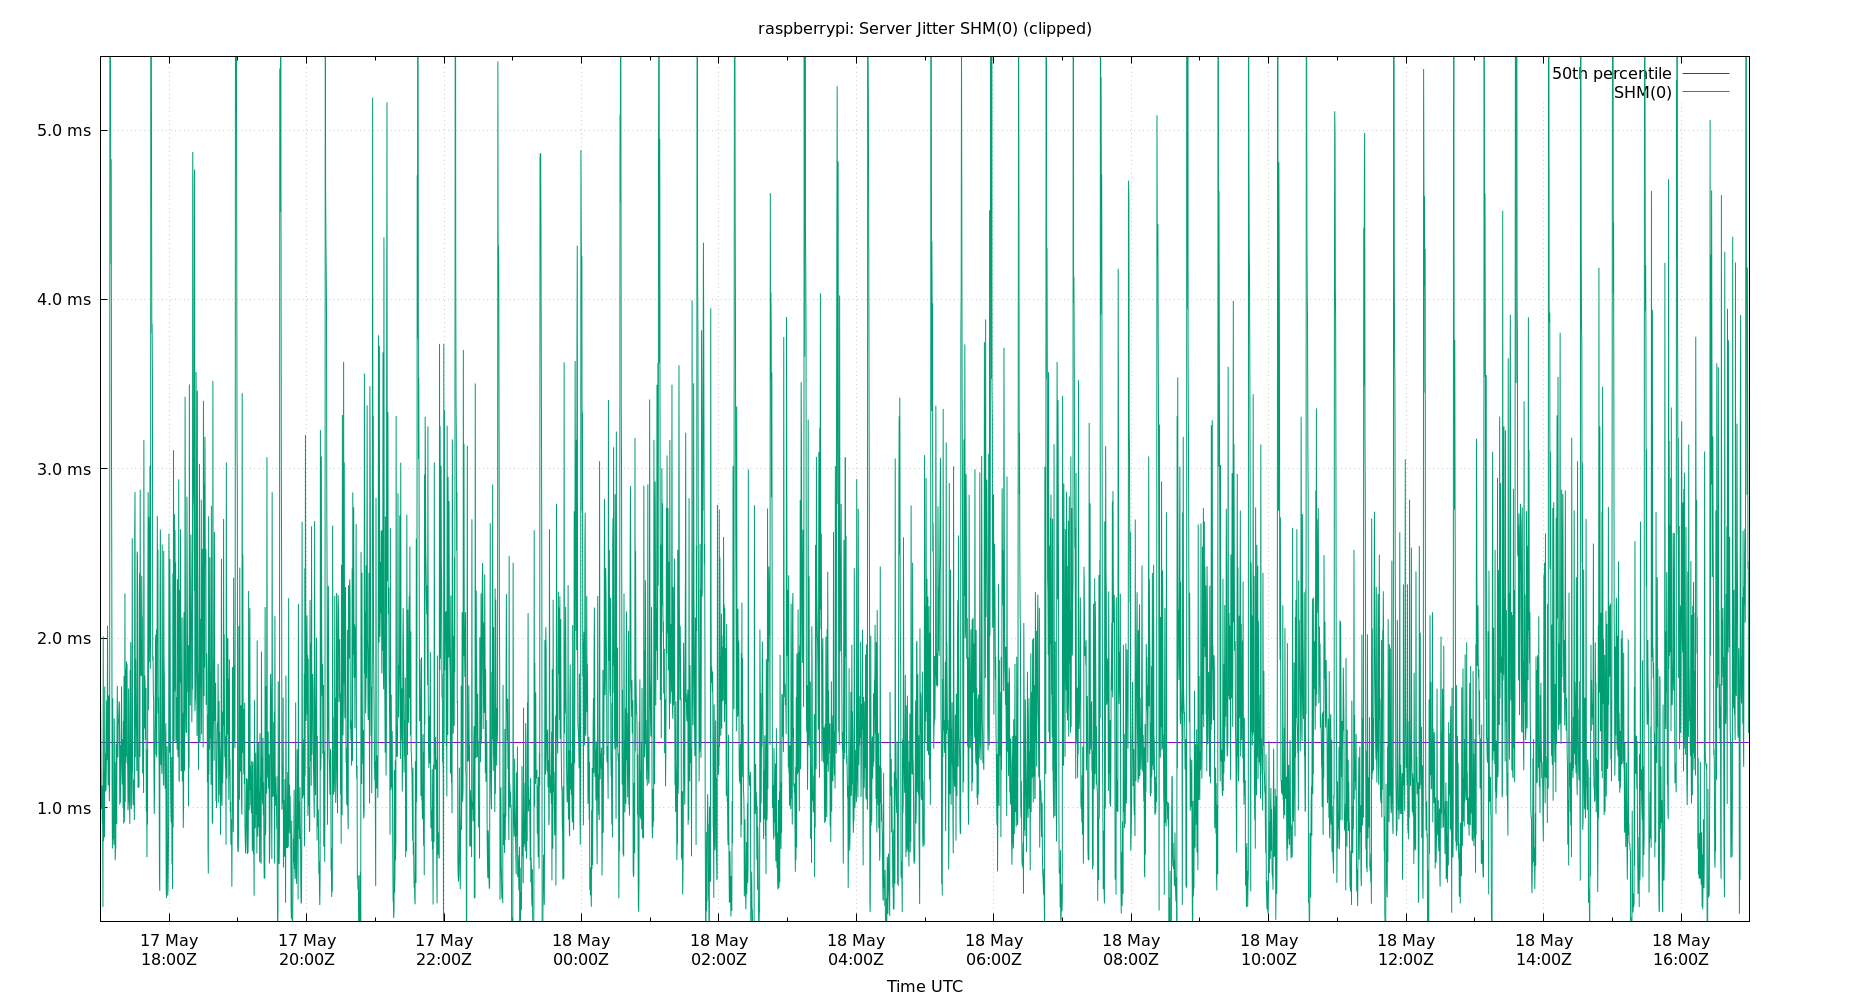 raspberrypi: Server Jitter SHM(0) (clipped)
50th percentile
SHM(0)
5.0 ms
4.0 ms
3.0 ms
2.0 ms
1.0 ms
17 May 17 May 17 May 18 May 18 May 18 May 18 May 18 May 18 May 18 May 18 May 18 May
18:00Z 20:00Z 22:00Z 00:00Z 02:00Z 04:00Z 06:00Z 08:00Z 10:00Z 12:00Z 14:00Z 16:00Z
Time UTC